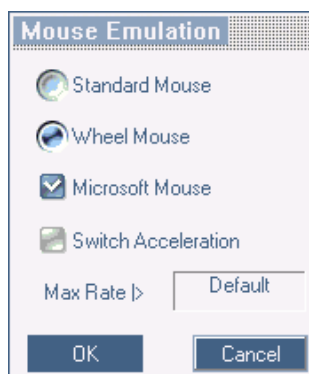 Mouse Emulation
Standard Mouse
Wheel Mouse
Microsoft Mouse
Switch Acceleration
Max Rate |> Default
OK Cancel